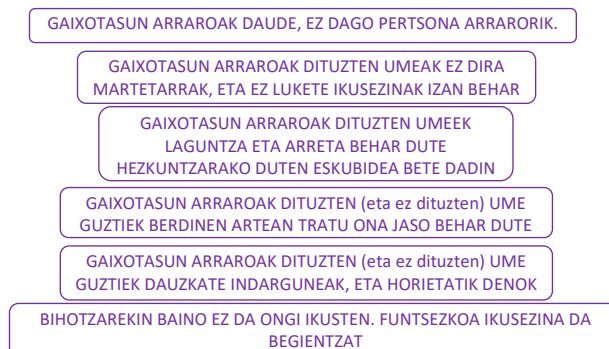 GAIXOTASUN ARRAROAK DAUDE, EZ DAGO PERTSONA ARRARORIK.
GAIXOTASUN ARRAROAK DITUZTEN UMEAK EZ DIRA
MARTETARRAK, ETA EZ LUKETE IKUSEZINAK IZAN BEHAR
GAIXOTASUN ARRAROAK DITUZTEN UMEEK
LAGUNTZA ETA ARRETA BEHAR DUTE
HEZKUNTZARAKO DUTEN ESKUBIDEA BETE DADIN
GAIXOTASUN ARRAROAK DITUZTEN (eta ez dituzten) UME
GUZTIEK BERDINEN ARTEAN TRATU ONA JASO BEHAR DUTE
GAIXOTASUN ARRAROAK DITUZTEN (eta ez dituzten) UME
GUZTIEK DAUZKATE INDARGUNEAK, ETA HORIETATIK DENOK
BIHOTZAREKIN BAINO EZ DA ONGI IKUSTEN. FUNTSEZKOA IKUSEZINA DA
BEGIENTZAT